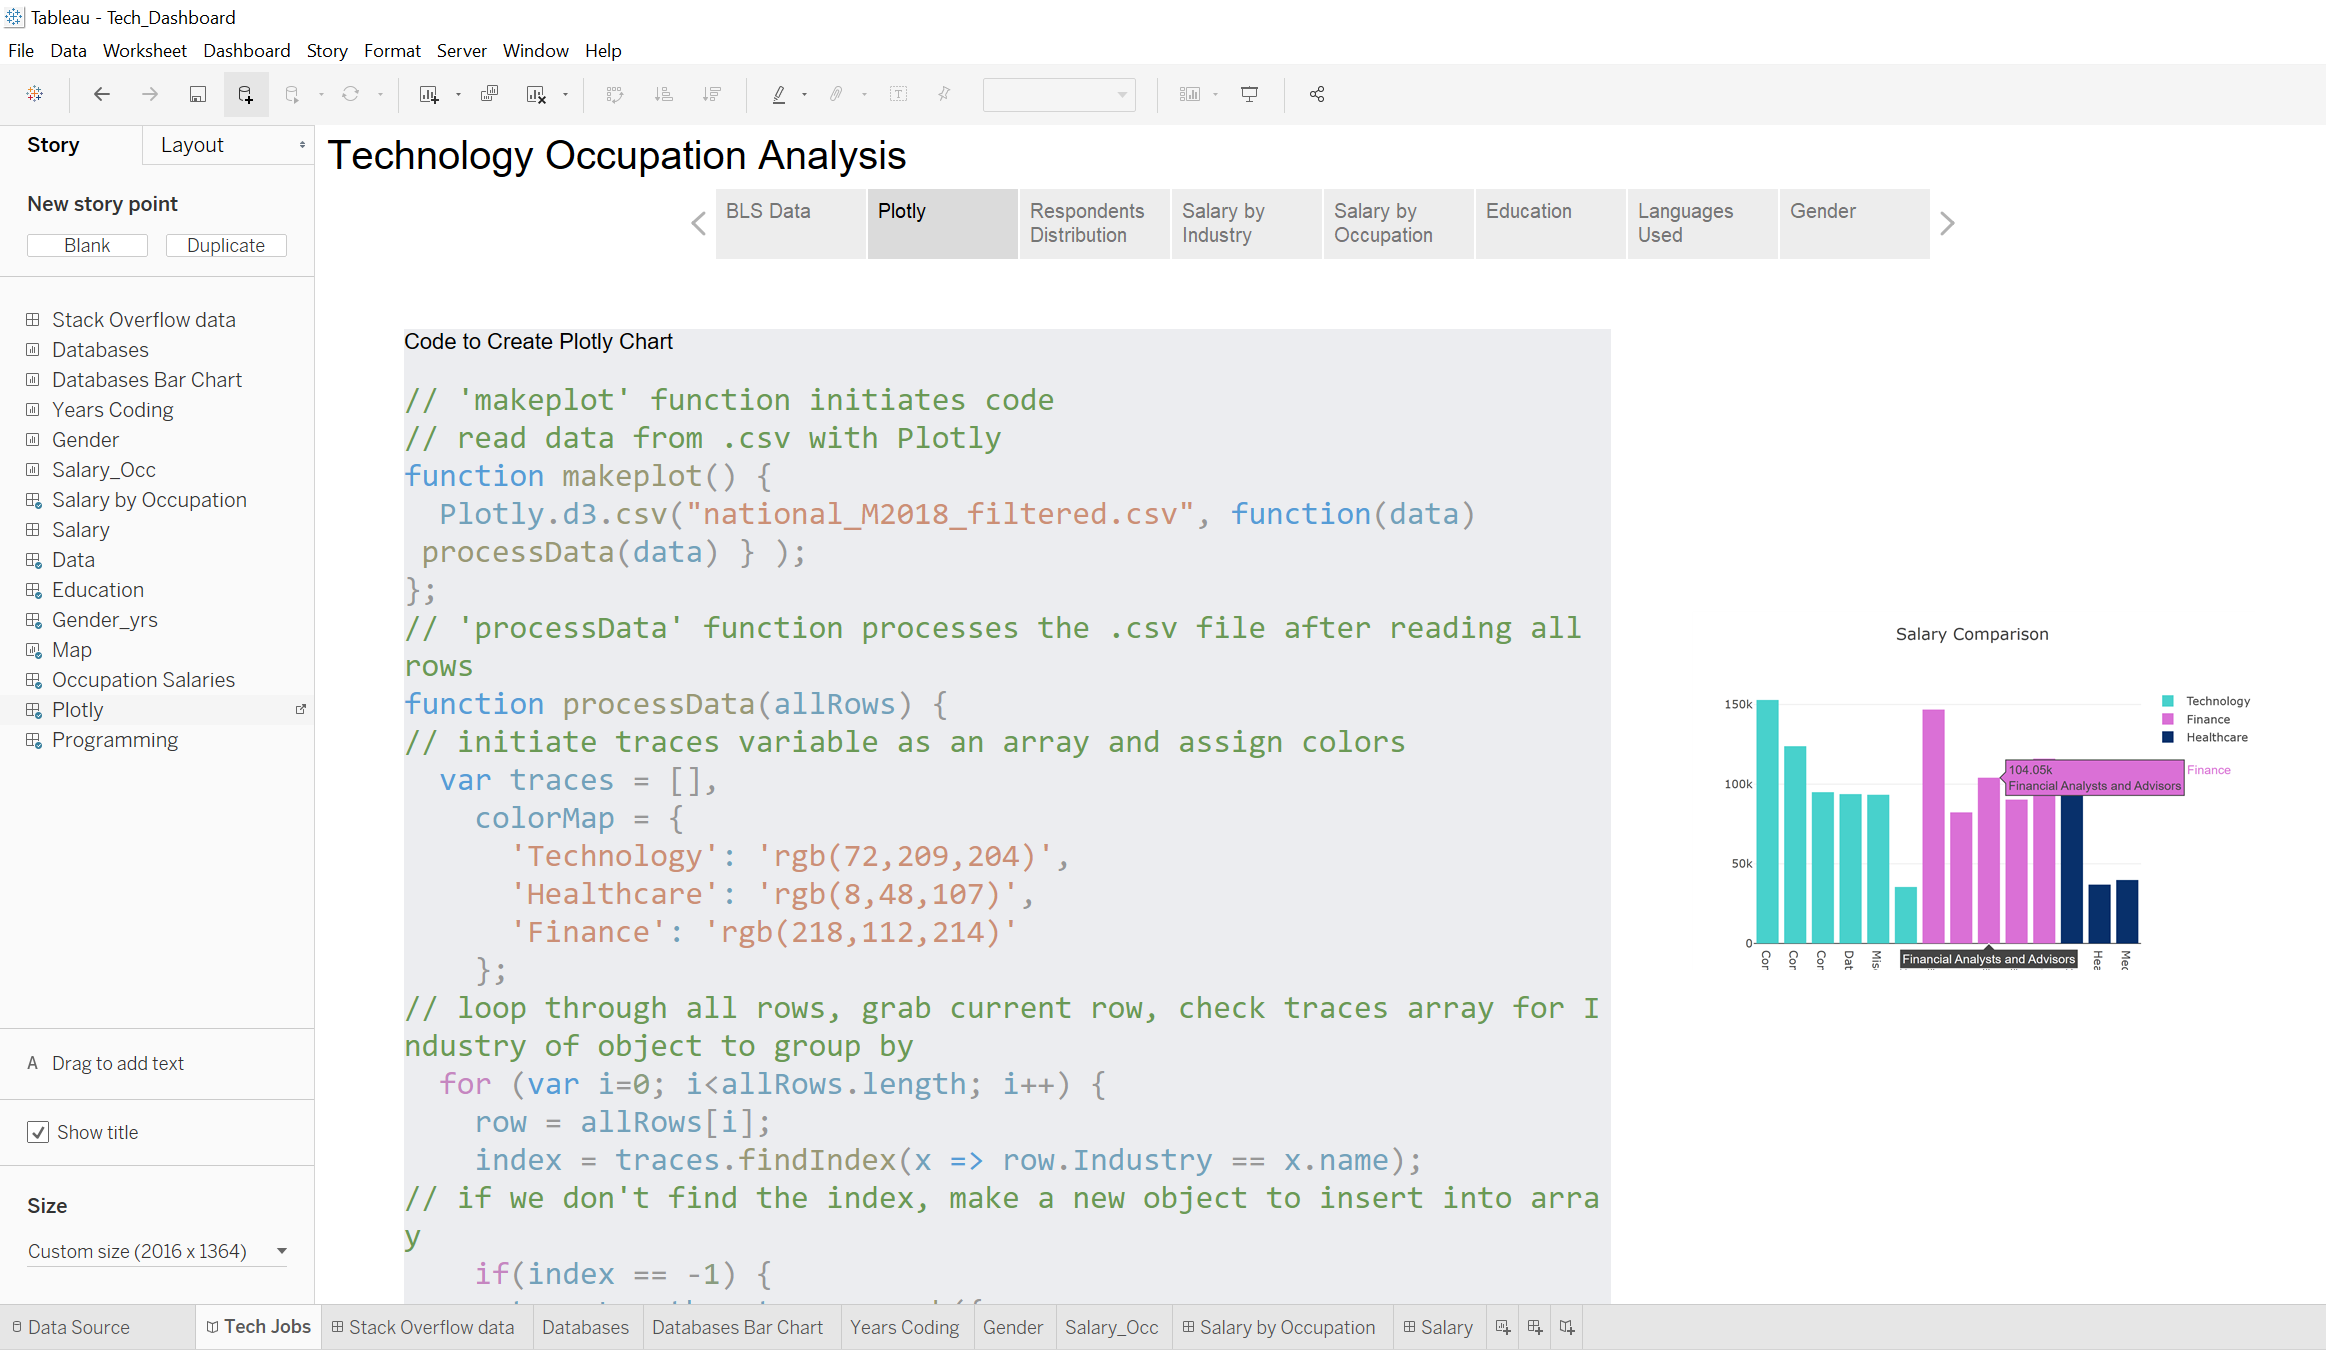 Tableau - Tech_Dashboard
File Data Worksheet Dashboard Story Format Server Window Help
Story
Layout
New story point
Blank
Duplicate
Stack Overflow data
Databases
Databases Bar Chart
Years Coding
Gender
Salary_Occ
Salary by Occupation
Salary
Data
Education
Gender_yrs
Map
Occupation Salaries
Plotly
Programming
A Drag to add text
Show title
Size
Custom size (2016 x 1364)
Technology Occupation Analysis
BLS Data
Plotly
Respondents
Distribution
Salary by
Industry
Salary by
Occupation
Education
Languages
Used
Gender
Code to Create Plotly Chart
// 'makeplot' function initiates code
// read data from .csv with Plotly
function makeplot() {
Plotly.d3.csv("national_M2018_filtered.csv", function(data)
processData(data) } );
};
// 'processData' function processes the .csv file after reading all
rows
function processData(allRows) {
// initiate traces variable as an array and assign colors
var traces = [],
colorMap = {
'Technology': 'rgb(72,209,204)',
'Healthcare': 'rgb(8,48,107)',
'Finance': 'rgb(218,112,214)'
};
// loop through all rows, grab current row, check traces array for I
ndustry of object to group by
for (var i=0; i<allRows.length; i++) {
row = allRows[i];
index = traces.findIndex(x => row.Industry == x.name);
// if we don't find the index, make a new object to insert into arra
y
if(index == -1) {
Salary Comparison
150k
100k
50k
0
Technology
Finance
Healthcare
104.05k
Financial Analysts and Advisors
Finance
Cor
Cor
Cor
Dat
Mis
Financial Analysts and Advisors
Hea
Mec
Data Source
Tech Jobs
Stack Overflow data
Databases
Databases Bar Chart
Years Coding
Gender
Salary_Occ
Salary by Occupation
Salary